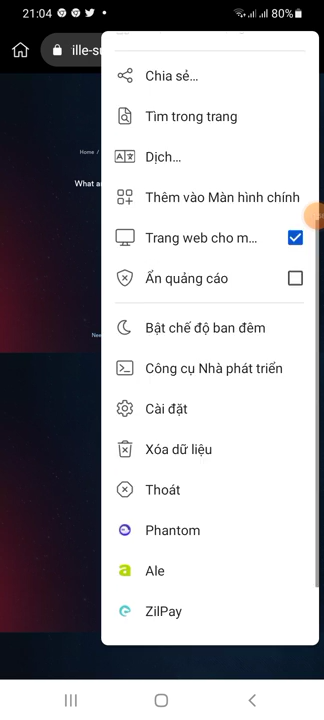 21:04
80%
ille-su
Home /
What a
Nee
Chia sẻ...
Tìm trong trang
Dịch...
Thêm vào Màn hình chính
Trang web cho m...
Ẩn quảng cáo
Bật chế độ ban đêm
Công cụ Nhà phát triển
Cài đặt
Xóa dữ liệu
Thoát
Phantom
Ale
ZilPay